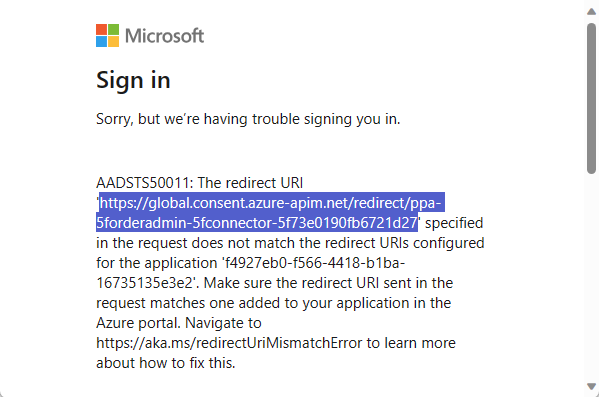 Microsoft
Sign in
Sorry, but we're having trouble signing you in.
AADSTS50011: The redirect URI
'https://global.consent.azure-apim.net/redirect/ppa-
5forderadmin-5fconnector-5f73e0190fb6721d27' specified
in the request does not match the redirect URIs configured
for the application 'f4927eb0-f566-4418-b1ba-
16735135e3e2'. Make sure the redirect URI sent in the
request matches one added to your application in the
Azure portal. Navigate to
https://aka.ms/redirectUriMismatchError to learn more
about how to fix this.